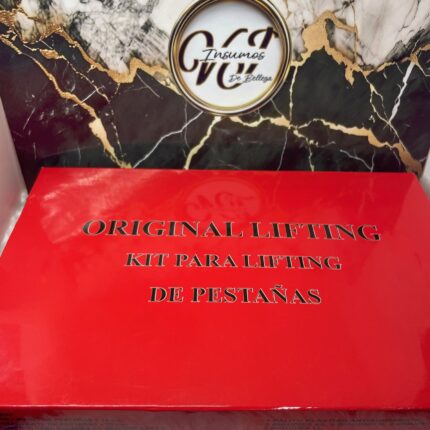 Insumos
De Belleza
ORIGINAL LIFTING
KIT PARA LIFTING
DE PESTAÑAS